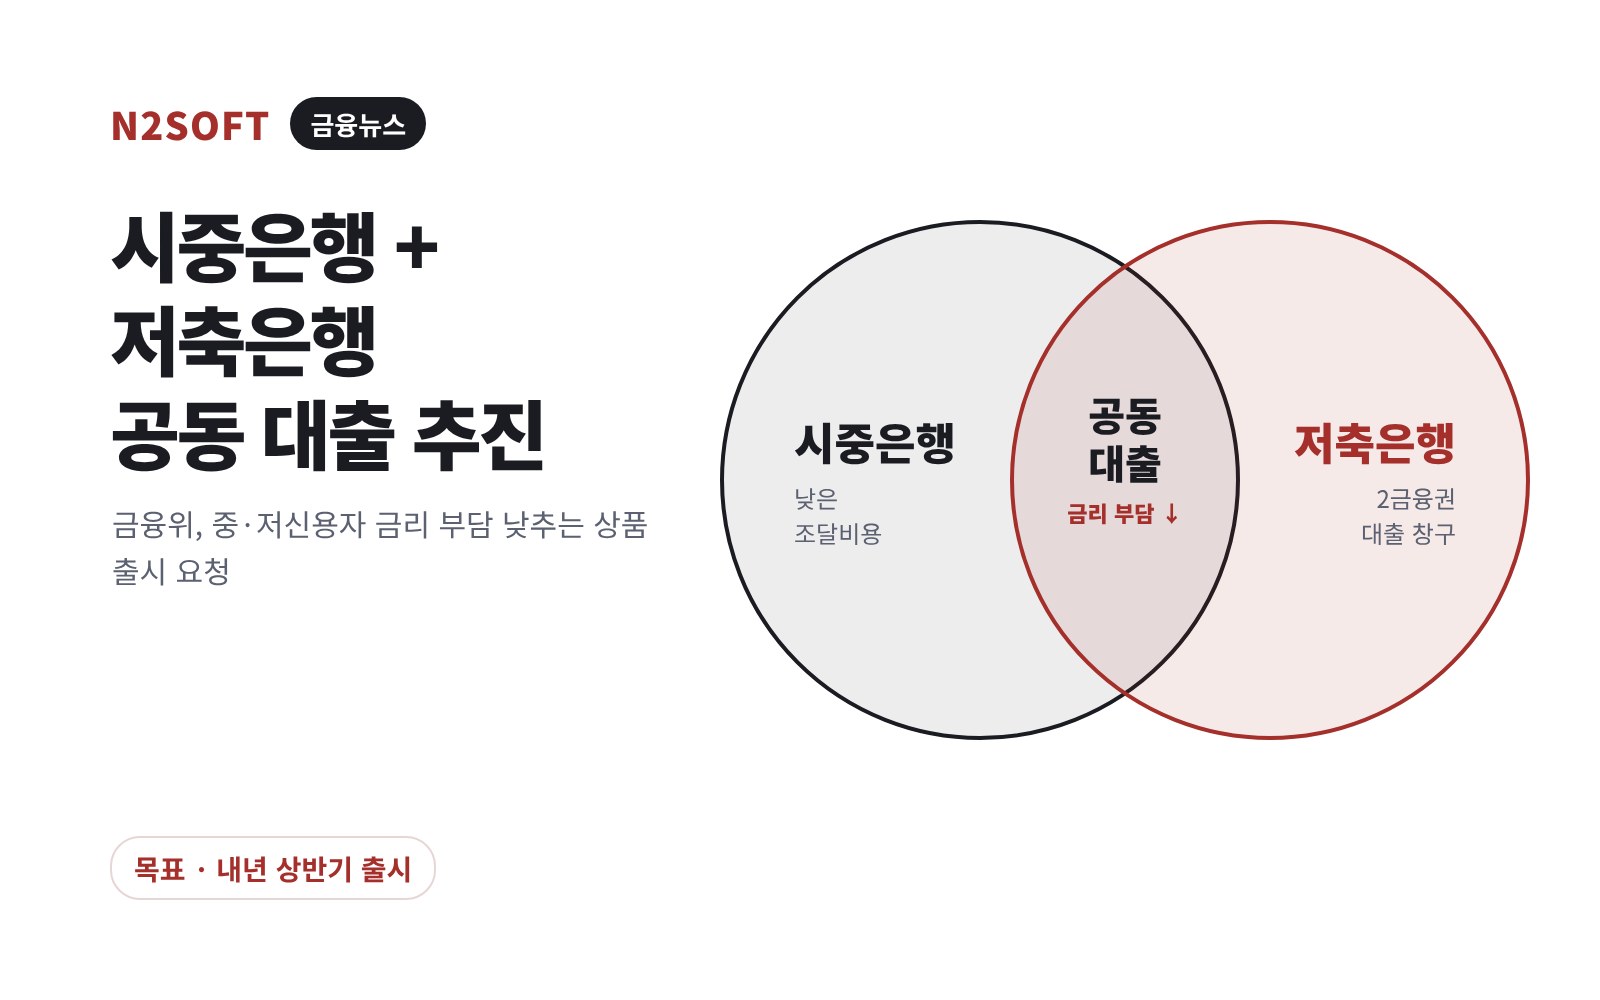 N2SOFT 금융뉴스
시중은행 +
저축은행
공동 대출 추진
금융위, 중·저신용자 금리 부담 낮추는 상품
출시 요청
시중은행
낮은
조달비용
공동
대출
금리 부담 ↓
저축은행
2금융권
대출 창구
목표 · 내년 상반기 출시